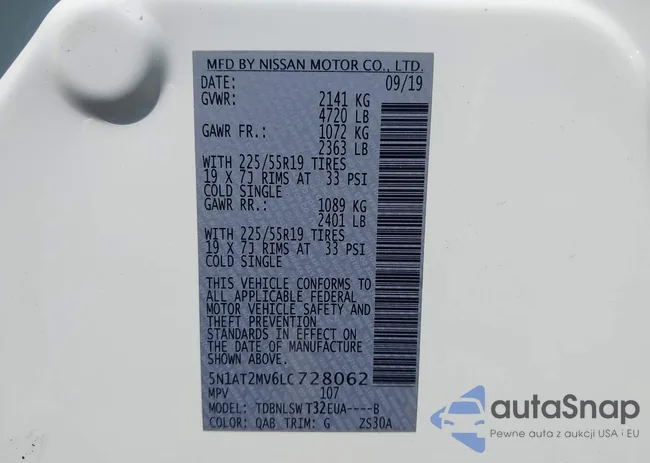 MFD BY NISSAN MOTOR CO., LTD.
DATE: 09/19
GVWR: 2141 KG
4720 LB
GAWR FR.: 1072 KG
2363 LB
WITH 225/55R19 TIRES
19 X 7J RIMS AT 33 PSI
COLD SINGLE
GAWR RR.: 1089 KG
2401 LB
WITH 225/55R19 TIRES
19 X 7J RIMS AT 33 PSI
COLD SINGLE
THIS VEHICLE CONFORMS TO
ALL APPLICABLE FEDERAL
MOTOR VEHICLE SAFETY AND
THEFT PREVENTION
STANDARDS IN EFFECT ON
THE DATE OF MANUFACTURE
SHOWN ABOVE.
5N1AT2MV6LC728062
MPV 107
MODEL: TDBNLSWT32EUA----B
COLOR: QAB TRIM: G ZS30A
autoSnap
Pewne auta z aukcji USA i EU